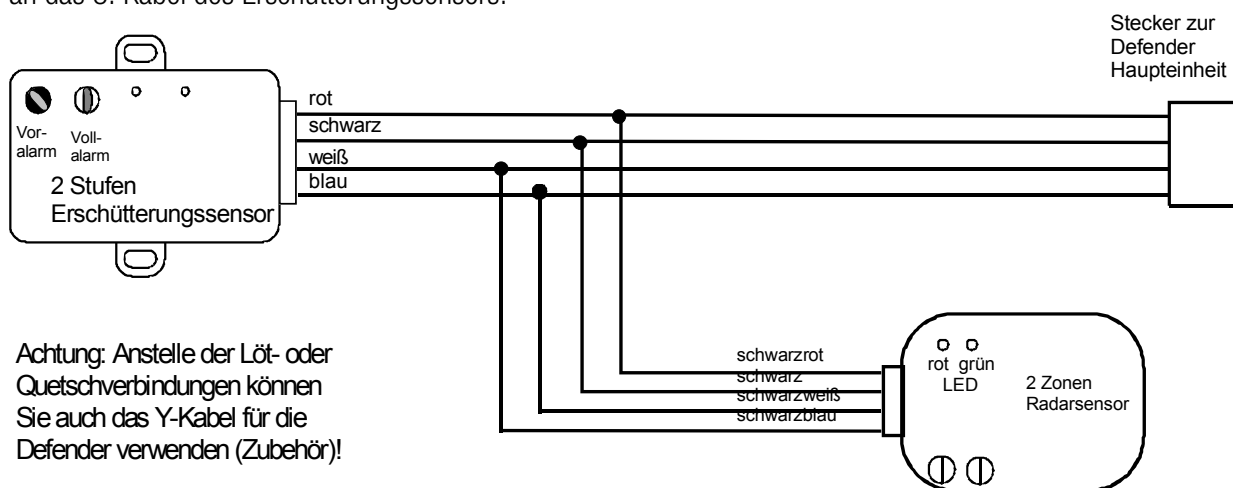 an das 5. Kabel des Erschütterungssensors.
Stecker zur
Defender
Haupteinheit
rot
schwarz
weiß
blau
Vor-
alarm
Voll-
alarm
2 Stufen
Erschütterungssensor
Achtung: Anstelle der Löt- oder
Quetschverbindungen können
Sie auch das Y-Kabel für die
Defender verwenden (Zubehör)!
schwarzrot
schwarz
schwarzweiß
schwarzblau
rot grün
LED
2 Zonen
Radarsensor